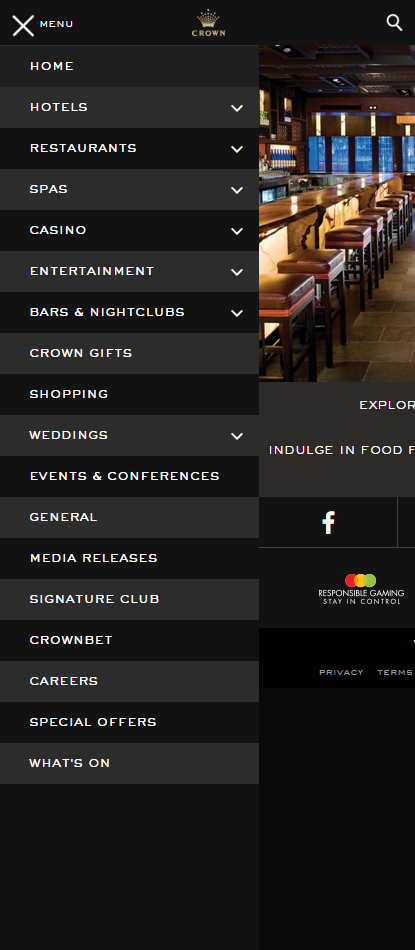 MENU
CROWN
HOME
HOTELS
RESTAURANTS
SPAS
CASINO
ENTERTAINMENT
BARS & NIGHTCLUBS
CROWN GIFTS
SHOPPING
WEDDINGS
EVENTS & CONFERENCES
GENERAL
MEDIA RELEASES
SIGNATURE CLUB
CROWNBET
CAREERS
SPECIAL OFFERS
WHAT'S ON
EXPLOR
INDULGE IN FOOD F
f
RESPONSIBLE GAMING
STAY IN CONTROL
PRIVACY TERMS